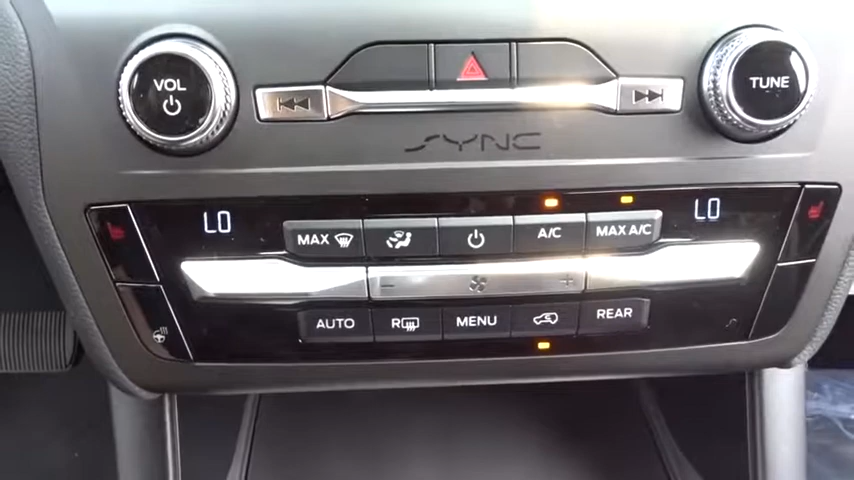 VOL
TUNE
SYNC
LO
LO
MAX
A/C
MAX A/C
AUTO
R
MENU
REAR